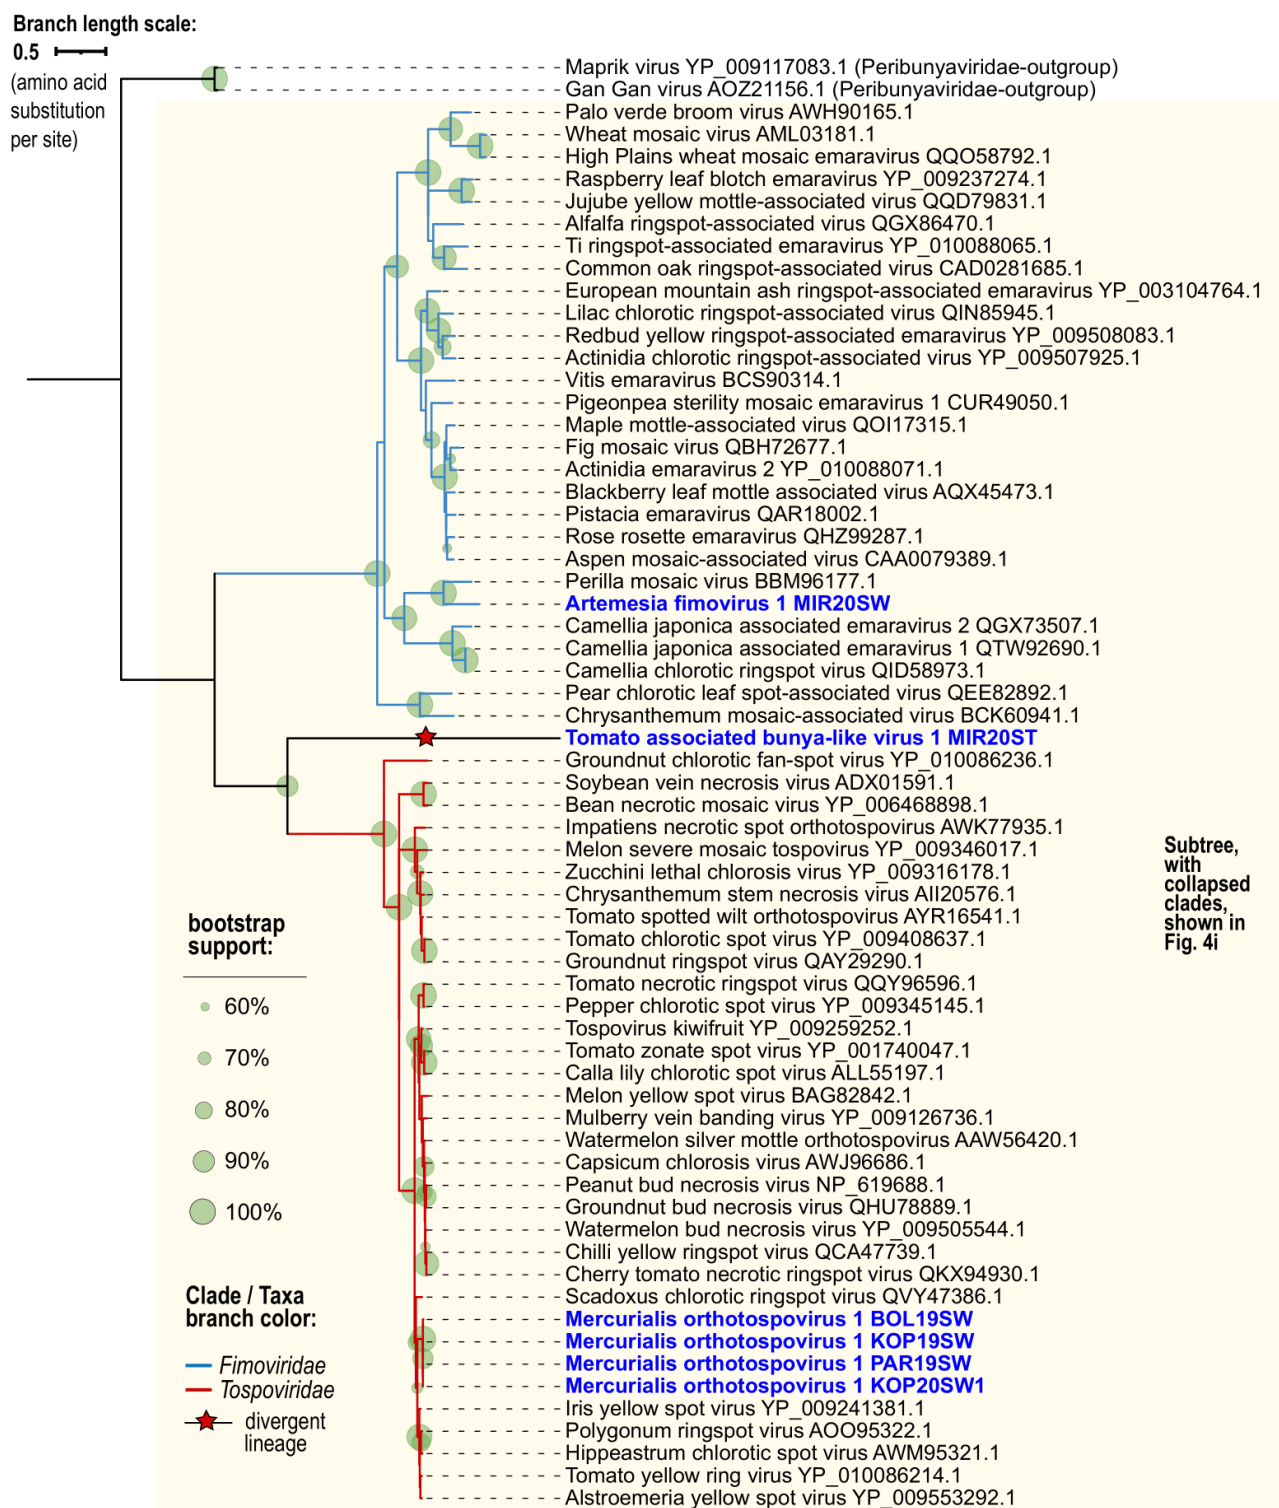 Branch length scale:
0.5
(amino acid
substitution
per site)
Maprik virus YP_009117083.1 (Peribunyaviridae-outgroup)
Gan Gan virus AOZ21156.1 (Peribunyaviridae-outgroup)
Palo verde broom virus AWH90165.1
Wheat mosaic virus AML03181.1
High Plains wheat mosaic emaravirus QQO58792.1
Raspberry leaf blotch emaravirus YP_009237274.1
Jujube yellow mottle-associated virus QQD79831.1
Alfalfa ringspot-associated virus QGX86470.1
Ti ringspot-associated emaravirus YP_010088065.1
Common oak ringspot-associated virus CAD0281685.1
European mountain ash ringspot-associated emaravirus YP_003104764.1
Lilac chlorotic ringspot-associated virus QIN85945.1
Redbud yellow ringspot-associated emaravirus YP_009508083.1
Actinidia chlorotic ringspot-associated virus YP_009507925.1
Vitis emaravirus BCS90314.1
Pigeonpea sterility mosaic emaravirus 1 CUR49050.1
Maple mottle-associated virus QOI17315.1
Fig mosaic virus QBH72677.1
Actinidia emaravirus 2 YP_010088071.1
Blackberry leaf mottle associated virus AQX45473.1
Pistacia emaravirus QAR18002.1
Rose rosette emaravirus QHZ99287.1
Aspen mosaic-associated virus CAA0079389.1
Perilla mosaic virus BBM96177.1
Artemesia fimovirus 1 MIR20SW
Camellia japonica associated emaravirus 2 QGX73507.1
Camellia japonica associated emaravirus 1 QTW92690.1
Camellia chlorotic ringspot virus QID58973.1
Pear chlorotic leaf spot-associated virus QEE82892.1
Chrysanthemum mosaic-associated virus BCK60941.1
Tomato associated bunya-like virus 1 MIR20ST
Groundnut chlorotic fan-spot virus YP_010086236.1
Soybean vein necrosis virus ADX01591.1
Bean necrotic mosaic virus YP_006468898.1
Impatiens necrotic spot orthotospovirus AWK77935.1
Melon severe mosaic tospovirus YP_009346017.1
Zucchini lethal chlorosis virus YP_009316178.1
Chrysanthemum stem necrosis virus AII20576.1
Tomato spotted wilt orthotospovirus AYR16541.1
Tomato chlorotic spot virus YP_009408637.1
Groundnut ringspot virus QAY29290.1
Tomato necrotic ringspot virus QQY96596.1
Pepper chlorotic spot virus YP_009345145.1
Tospovirus kiwifruit YP_009259252.1
Tomato zonate spot virus YP_001740047.1
Calla lily chlorotic spot virus ALL55197.1
Melon yellow spot virus BAG82842.1
Mulberry vein banding virus YP_009126736.1
Watermelon silver mottle orthotospovirus AAW56420.1
Capsicum chlorosis virus AWJ96686.1
Peanut bud necrosis virus NP_619688.1
Groundnut bud necrosis virus QHU78889.1
Watermelon bud necrosis virus YP_009505544.1
Chilli yellow ringspot virus QCA47739.1
Cherry tomato necrotic ringspot virus QKX94930.1
Scadoxus chlorotic ringspot virus QVY47386.1
Mercurialis orthotospovirus 1 BOL19SW
Mercurialis orthotospovirus 1 KOP19SW
Mercurialis orthotospovirus 1 PAR19SW
Mercurialis orthotospovirus 1 KOP20SW1
Iris yellow spot virus YP_009241381.1
Polygonum ringspot virus AOO95322.1
Hippeastrum chlorotic spot virus AWM95321.1
Tomato yellow ring virus YP_010086214.1
Alstroemeria yellow spot virus YP_009553292.1
Subtree,
with
collapsed
clades,
shown in
Fig. 4i
bootstrap
support:
60%
70%
80%
90%
100%
Clade / Taxa
branch color:
Fimoviridae
Tospoviridae
divergent
lineage